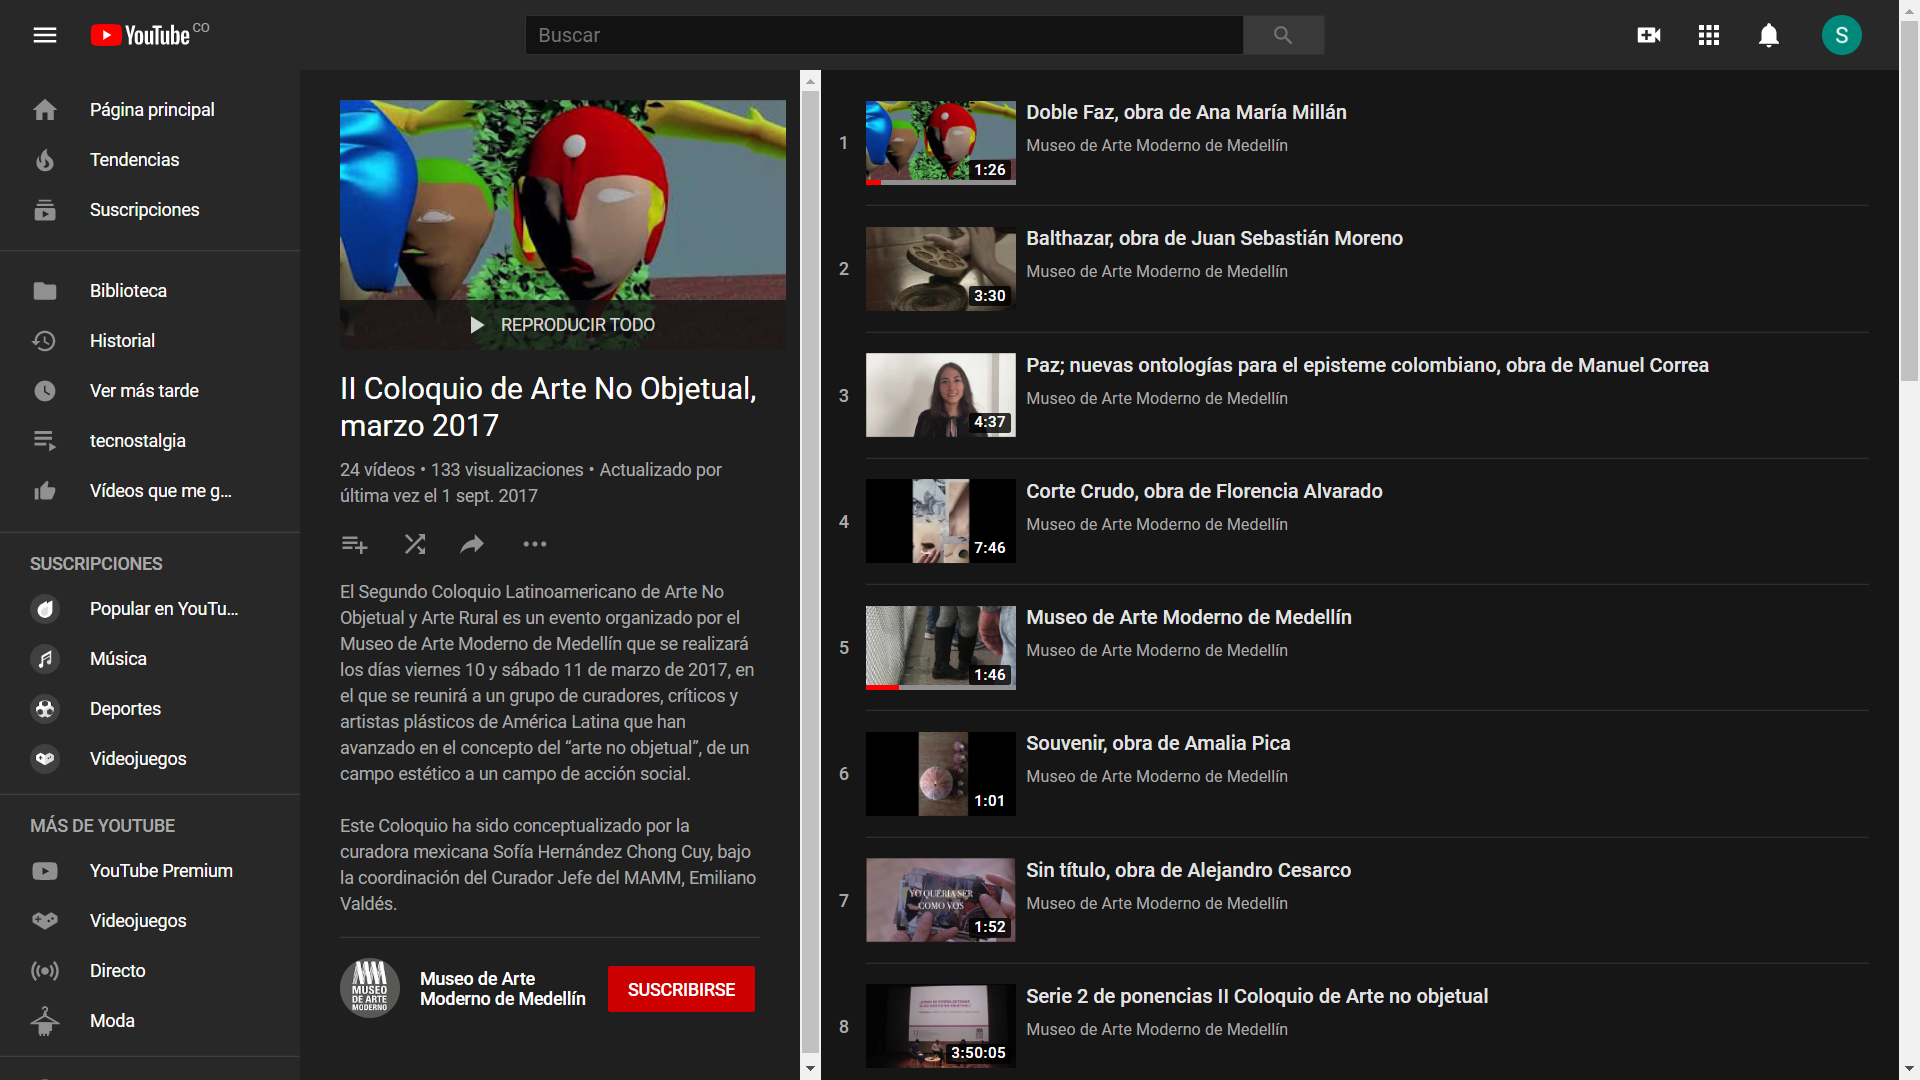 YouTube CO
Buscar
S
Página principal
Tendencias
Suscripciones
Biblioteca
Historial
Ver más tarde
tecnostalgia
Vídeos que me g...
SUSCRIPCIONES
Popular en YouTu...
Música
Deportes
Videojuegos
MÁS DE YOUTUBE
YouTube Premium
Videojuegos
Directo
Moda
REPRODUCIR TODO
II Coloquio de Arte No Objetual,
marzo 2017
24 vídeos • 133 visualizaciones • Actualizado por
última vez el 1 sept. 2017
El Segundo Coloquio Latinoamericano de Arte No
Objetual y Arte Rural es un evento organizado por el
Museo de Arte Moderno de Medellín que se realizará
los días viernes 10 y sábado 11 de marzo de 2017, en
el que se reunirá a un grupo de curadores, críticos y
artistas plásticos de América Latina que han
avanzado en el concepto del “arte no objetual”, de un
campo estético a un campo de acción social.
Este Coloquio ha sido conceptualizado por la
curadora mexicana Sofía Hernández Chong Cuy, bajo
la coordinación del Curador Jefe del MAMM, Emiliano
Valdés.
MUSEO
DE ARTE
MODERNO
Museo de Arte
Moderno de Medellín
SUSCRIBIRSE
1
1:26
Doble Faz, obra de Ana María Millán
Museo de Arte Moderno de Medellín
2
3:30
Balthazar, obra de Juan Sebastián Moreno
Museo de Arte Moderno de Medellín
3
4:37
Paz; nuevas ontologías para el episteme colombiano, obra de Manuel Correa
Museo de Arte Moderno de Medellín
4
7:46
Corte Crudo, obra de Florencia Alvarado
Museo de Arte Moderno de Medellín
5
1:46
Museo de Arte Moderno de Medellín
Museo de Arte Moderno de Medellín
6
1:01
Souvenir, obra de Amalia Pica
Museo de Arte Moderno de Medellín
7
YO QUERIA SER
COMO VOS
1:52
Sin título, obra de Alejandro Cesarco
Museo de Arte Moderno de Medellín
8
3:50:05
Serie 2 de ponencias II Coloquio de Arte no objetual
Museo de Arte Moderno de Medellín